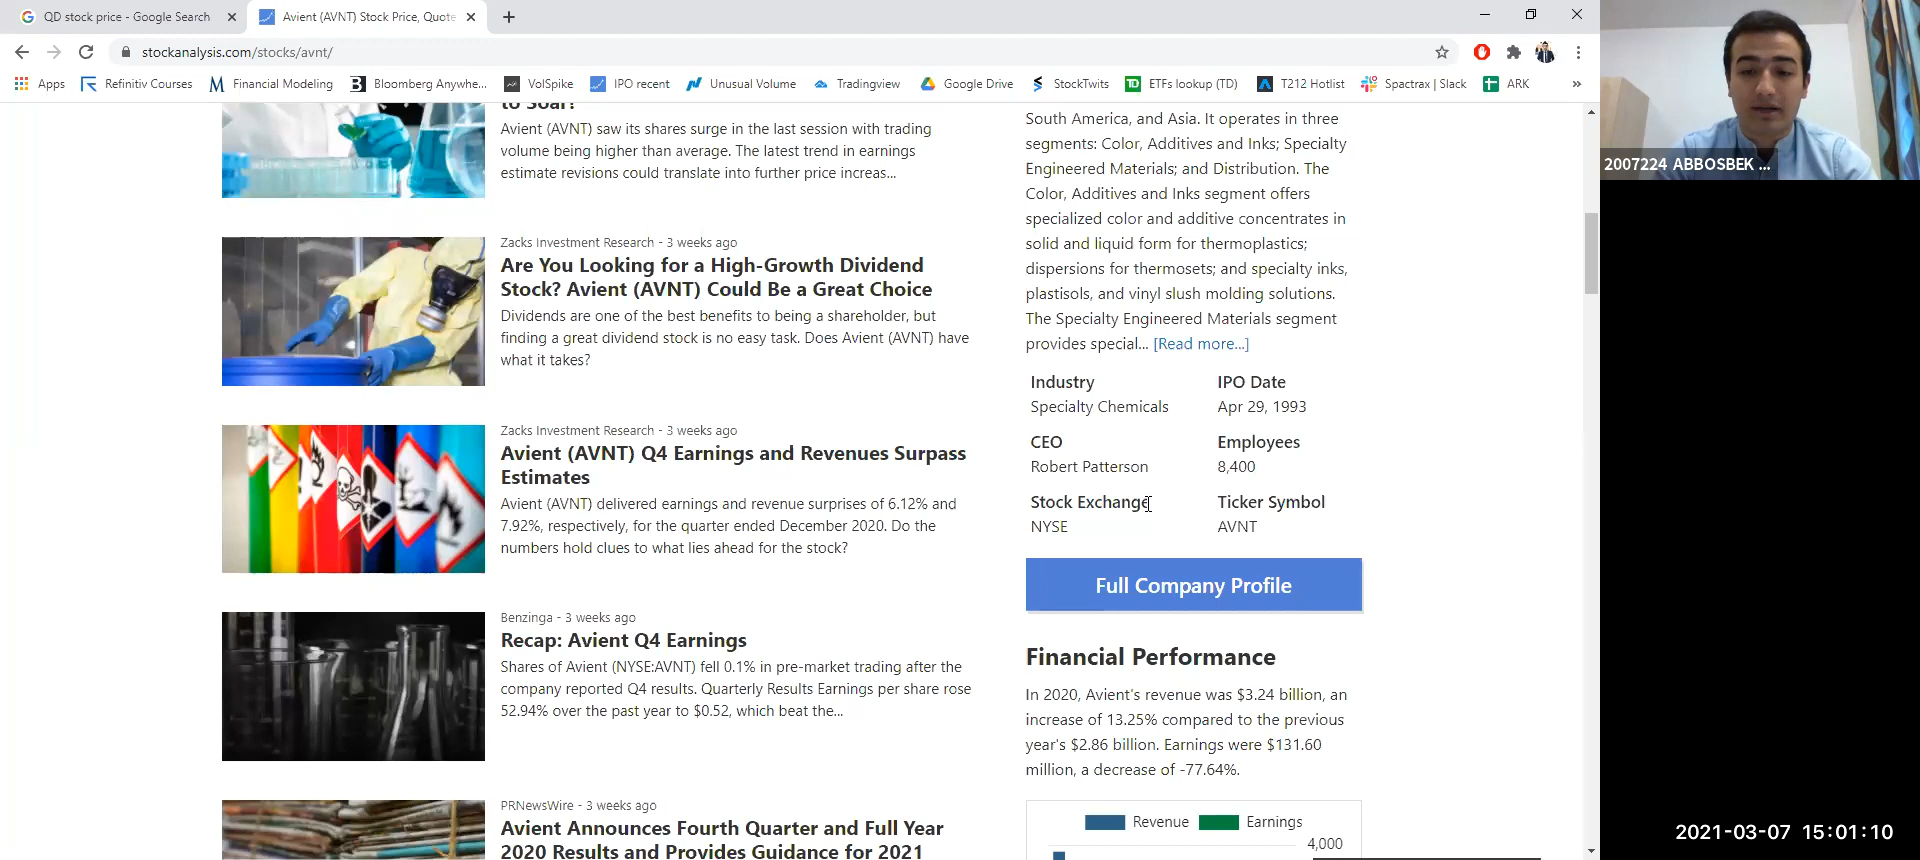 QD stock price - Google Search
Avient (AVNT) Stock Price, Quote
stockanalysis.com/stocks/avnt/
Apps
Refinitiv Courses
Financial Modeling
Bloomberg Anywhe...
VolSpike
IPO recent
Unusual Volume
Tradingview
Google Drive
StockTwits
ETFs lookup (TD)
T212 Hotlist
Spactrax | Slack
ARK
»
to Soar?
Avient (AVNT) saw its shares surge in the last session with trading
volume being higher than average. The latest trend in earnings
estimate revisions could translate into further price increas...
Zacks Investment Research - 3 weeks ago
Are You Looking for a High-Growth Dividend
Stock? Avient (AVNT) Could Be a Great Choice
Dividends are one of the best benefits to being a shareholder, but
finding a great dividend stock is no easy task. Does Avient (AVNT) have
what it takes?
Zacks Investment Research - 3 weeks ago
Avient (AVNT) Q4 Earnings and Revenues Surpass
Estimates
Avient (AVNT) delivered earnings and revenue surprises of 6.12% and
7.92%, respectively, for the quarter ended December 2020. Do the
numbers hold clues to what lies ahead for the stock?
Benzinga - 3 weeks ago
Recap: Avient Q4 Earnings
Shares of Avient (NYSE:AVNT) fell 0.1% in pre-market trading after the
company reported Q4 results. Quarterly Results Earnings per share rose
52.94% over the past year to $0.52, which beat the...
PRNewsWire - 3 weeks ago
Avient Announces Fourth Quarter and Full Year
2020 Results and Provides Guidance for 2021
South America, and Asia. It operates in three
segments: Color, Additives and Inks; Specialty
Engineered Materials; and Distribution. The
Color, Additives and Inks segment offers
specialized color and additive concentrates in
solid and liquid form for thermoplastics;
dispersions for thermosets; and specialty inks,
plastisols, and vinyl slush molding solutions.
The Specialty Engineered Materials segment
provides special... [Read more...]
Industry
Specialty Chemicals
IPO Date
Apr 29, 1993
CEO
Robert Patterson
Employees
8,400
Stock Exchange
NYSE
Ticker Symbol
AVNT
Full Company Profile
Financial Performance
In 2020, Avient's revenue was $3.24 billion, an
increase of 13.25% compared to the previous
year's $2.86 billion. Earnings were $131.60
million, a decrease of -77.64%.
Revenue
Earnings
4,000
2007224 ABBOSBEK ...
2021-03-07 15:01:10